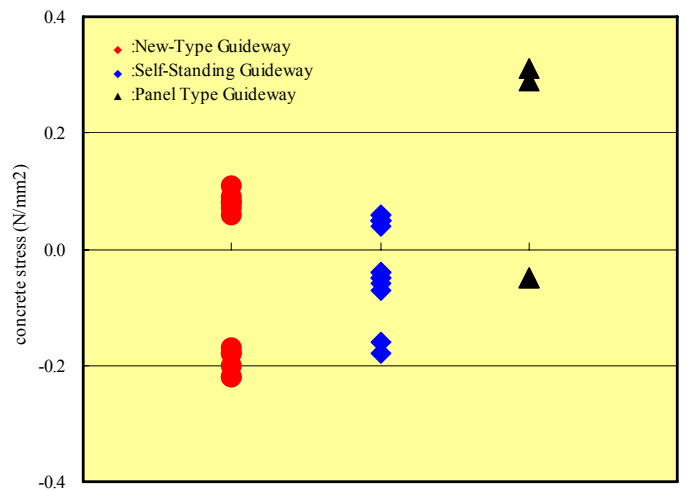 0.4
:New-Type Guideway
:Self-Standing Guideway
:Panel Type Guideway
0.2
0.0
-0.2
-0.4
concrete stress (N/mm2)